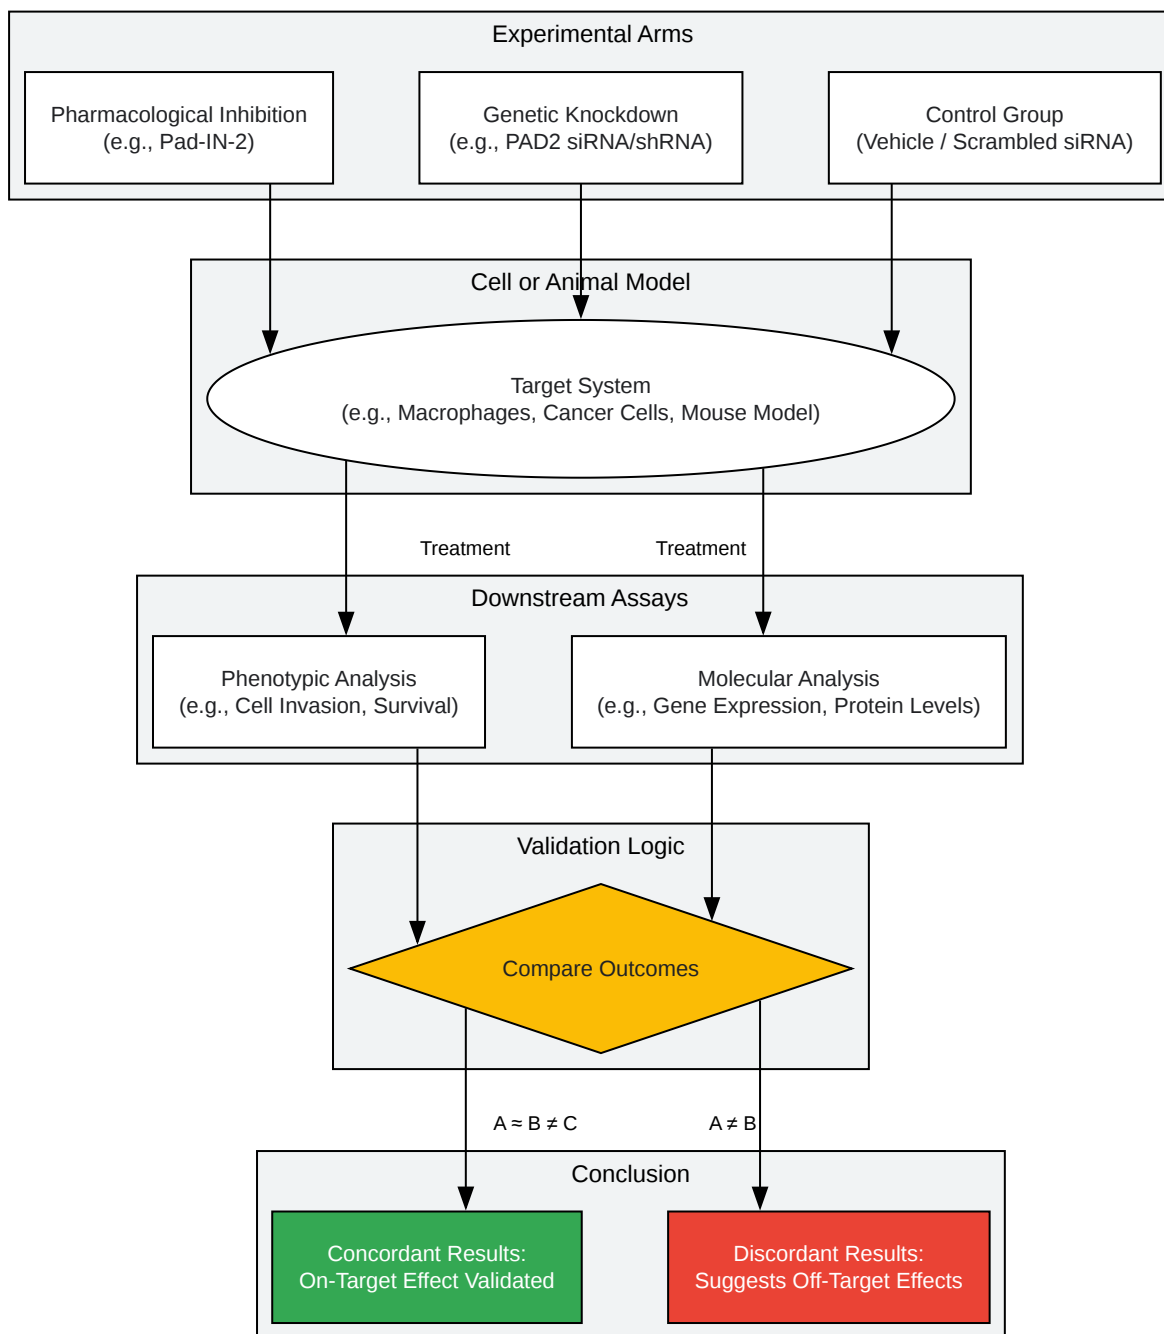 Experimental Arms
Pharmacological Inhibition
(e.g., Pad-IN-2)
Genetic Knockdown
(e.g., PAD2 siRNA/shRNA)
Control Group
(Vehicle / Scrambled siRNA)
Cell or Animal Model
Target System
(e.g., Macrophages, Cancer Cells, Mouse Model)
Treatment
Treatment
Downstream Assays
Phenotypic Analysis
(e.g., Cell Invasion, Survival)
Molecular Analysis
(e.g., Gene Expression, Protein Levels)
Validation Logic
Compare Outcomes
A ≈ B ≠ C
A ≠ B
Conclusion
Concordant Results:
On-Target Effect Validated
Discordant Results:
Suggests Off-Target Effects